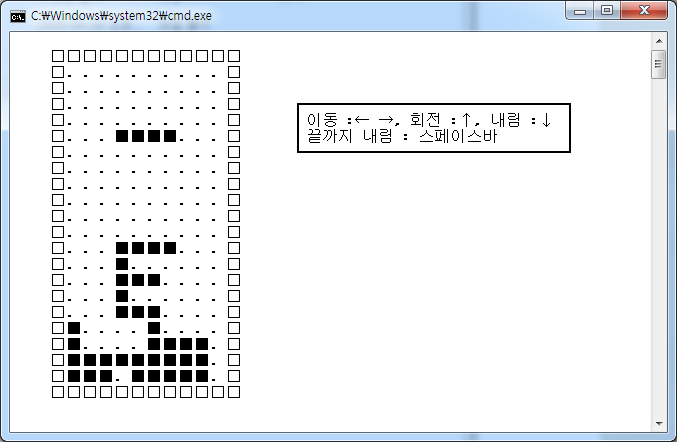 C:₩Windows₩system32₩cmd.exe
이동 :← →, 회전 :↑, 내림 :↓
끝까지 내림 : 스페이스바